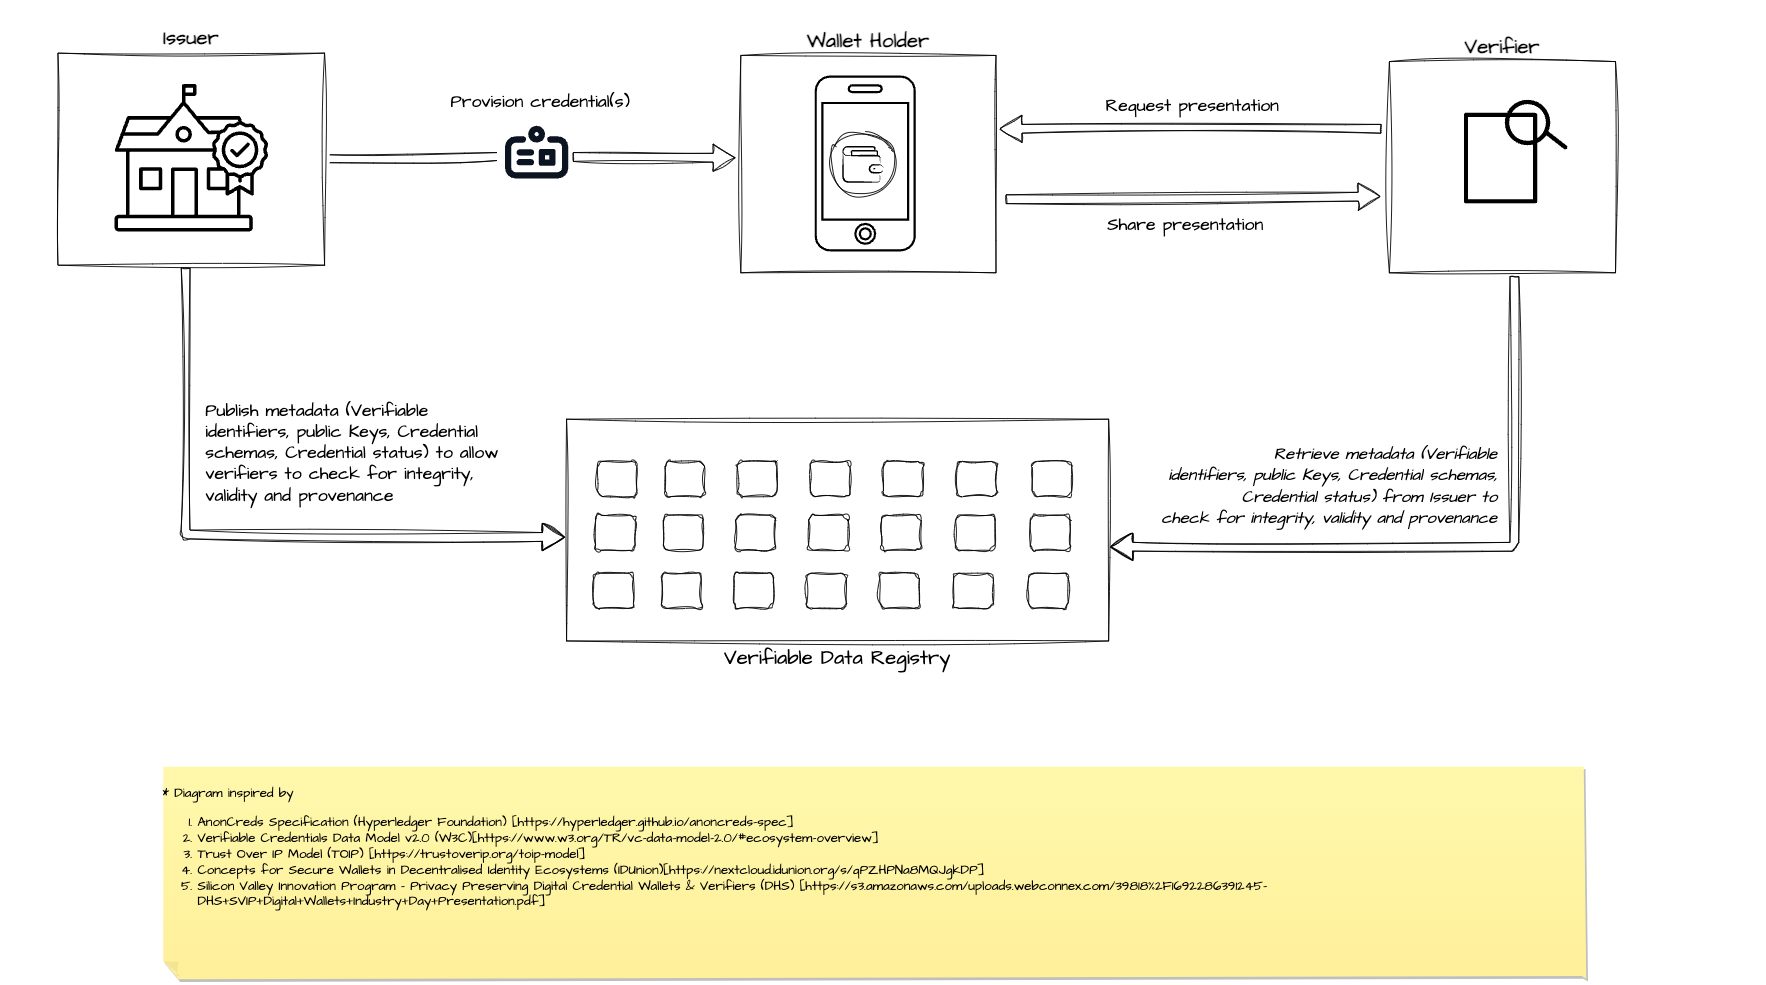 Issuer
Wallet Holder
Verifier
Provision credential(s)
Request presentation
Share presentation
Publish metadata (Verifiable
identifiers, public Keys, Credential
schemas, Credential status) to allow
verifiers to check for integrity,
validity and provenance
Retrieve metadata (Verifiable
identifiers, public Keys, Credential schemas,
Credential status) from Issuer to
check for integrity, validity and provenance
Verifiable Data Registry
* Diagram inspired by
1. AnonCreds Specification (Hyperledger Foundation) [https://hyperledger.github.io/anoncreds-spec]
2. Verifiable Credentials Data Model v2.0 (W3C)[https://www.w3.org/TR/vc-data-model-2.0/#ecosystem-overview]
3. Trust Over IP Model (TOIP) [https://trustoverip.org/toip-model]
4. Concepts for Secure Wallets in Decentralised Identity Ecosystems (IDUnion)[https://nextcloud.idunion.org/s/qPZHPNa8MQJgkDP]
5. Silicon Valley Innovation Program - Privacy Preserving Digital Credential Wallets & Verifiers (DHS) [https://s3.amazonaws.com/uploads.webconnex.com/39818%2F1692286391245-
DHS+SVIP+Digital+Wallets+Industry+Day+Presentation.pdf]